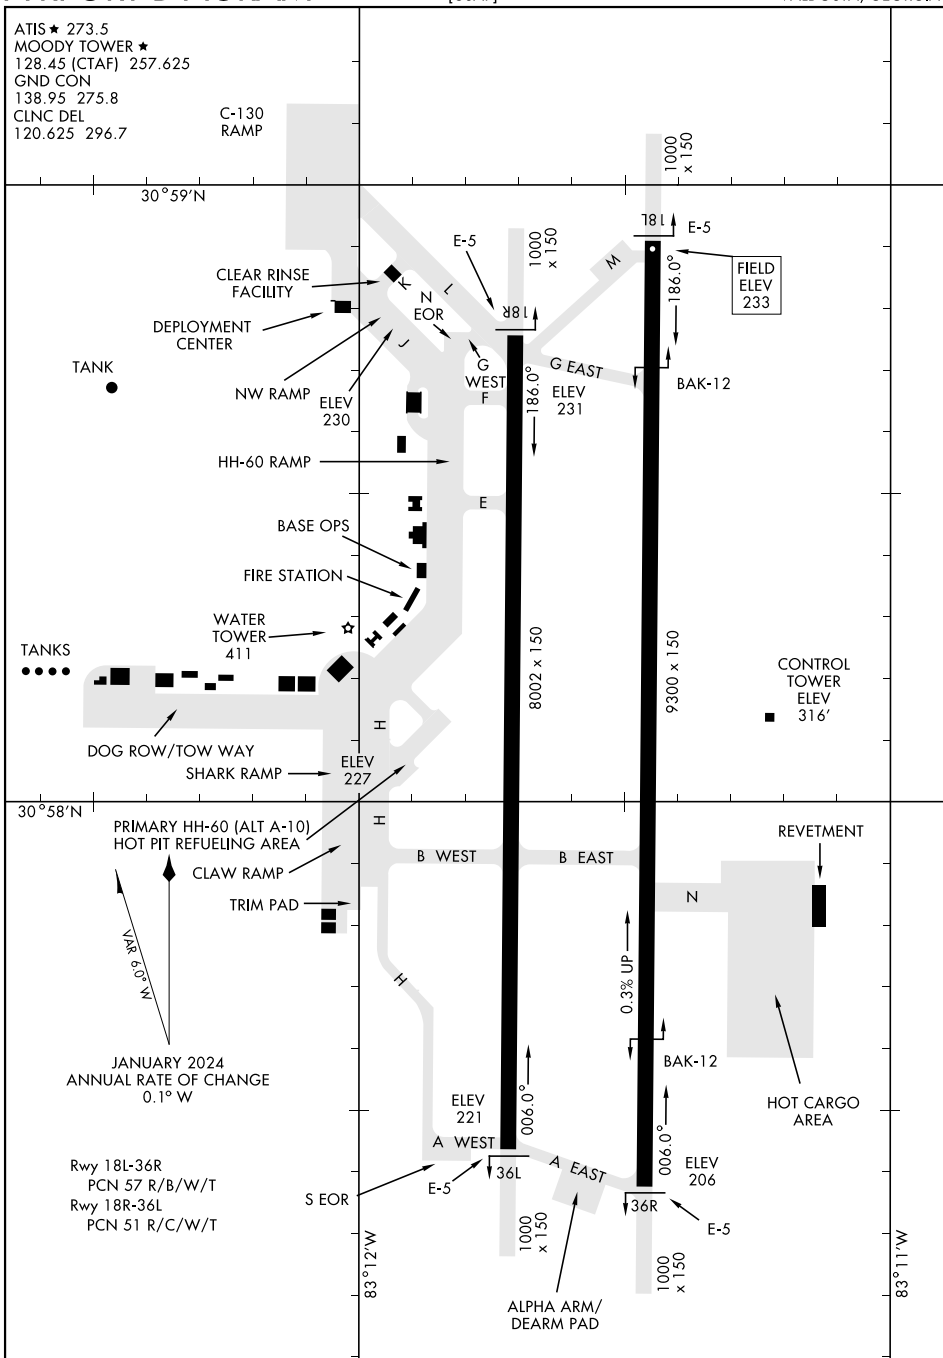 [USAF]
ATIS ★ 273.5
MOODY TOWER ★
128.45 (CTAF) 257.625
GND CON
138.95 275.8
CLNC DEL
120.625 296.7
C-130
RAMP
1000
x 150
30°59'N
18L
E-5
E-5
1000
x 150
FIELD
ELEV
233
CLEAR RINSE
FACILITY
K
L
M
N
EOR
18R
186.0°
DEPLOYMENT
CENTER
J
G
WEST
G EAST
BAK-12
TANK
NW RAMP
ELEV
230
F
186.0°
ELEV
231
HH-60 RAMP
E
BASE OPS
FIRE STATION
WATER
TOWER
411
TANKS
8002 x 150
9300 x 150
CONTROL
TOWER
ELEV
316'
H
DOG ROW/TOW WAY
SHARK RAMP
ELEV
227
30°58'N
PRIMARY HH-60 (ALT A-10)
HOT PIT REFUELING AREA
H
REVETMENT
B WEST
B EAST
CLAW RAMP
TRIM PAD
N
VAR 6.0° W
H
0.3% UP
JANUARY 2024
ANNUAL RATE OF CHANGE
0.1° W
BAK-12
ELEV
221
006.0°
HOT CARGO
AREA
A WEST
A EAST
006.0°
ELEV
206
Rwy 18L-36R
PCN 57 R/B/W/T
Rwy 18R-36L
PCN 51 R/C/W/T
S EOR
E-5
36L
36R
E-5
1000
x 150
1000
x 150
83°12'W
83°11'W
ALPHA ARM/
DEARM PAD